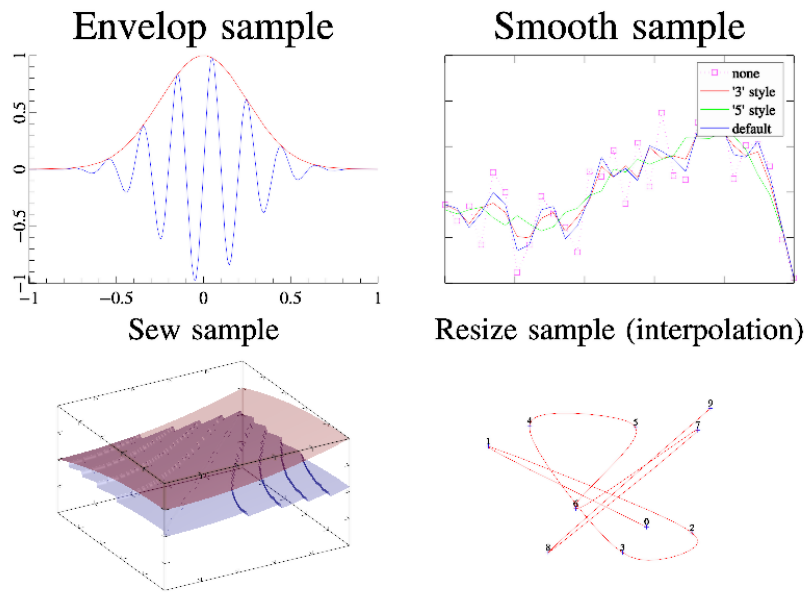 Envelop sample
Smooth sample
1
0.5
0
−0.5
−1
−1
−0.5
0
0.5
1
none
'3' style
'5' style
default
Sew sample
Resize sample (interpolation)
9
4
5
7
1
6
0
2
8
3